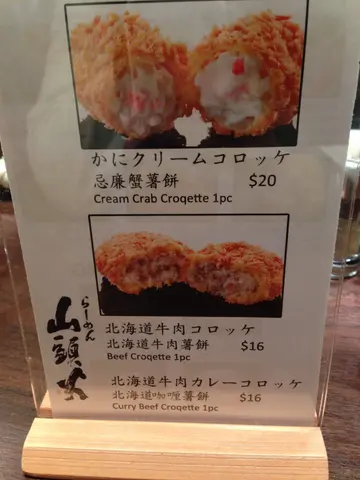 かにクリームコロッケ
忌廉蟹薯餅 $20
Cream Crab Croqette 1pc
らーめん
山頭火
北海道牛肉コロッケ
北海道牛肉薯餅 $16
Beef Croqette 1pc
北海道牛肉カレーコロッケ
北海道咖喱薯餅 $16
Curry Beef Croqette 1pc